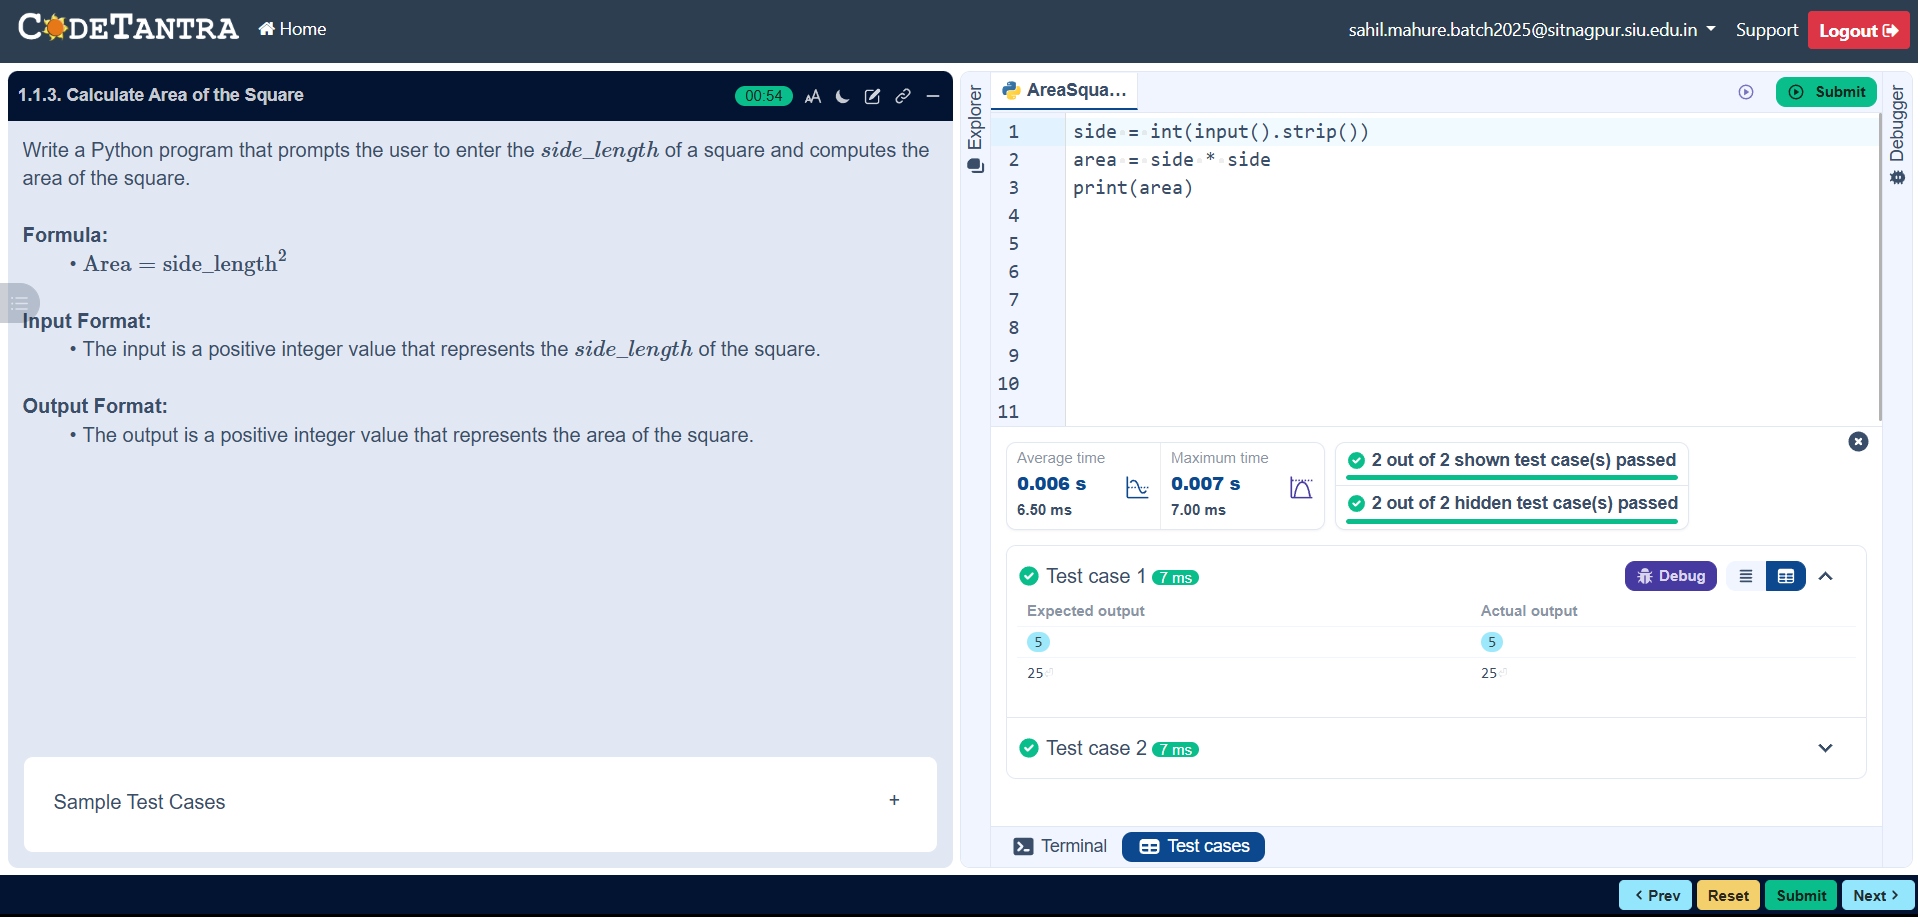 CODETANTRA
Home
sahil.mahure.batch2025@sitnagpur.siu.edu.in
Support
Logout
1.1.3. Calculate Area of the Square
00:54
AA
Write a Python program that prompts the user to enter the side_length of a square and computes the
area of the square.
Formula:
• Area = side_length²
Input Format:
• The input is a positive integer value that represents the side_length of the square.
Output Format:
• The output is a positive integer value that represents the area of the square.
Sample Test Cases
+
Explorer
AreaSqua...
Submit
Debugger
1 side = int(input().strip())
2 area = side * side
3 print(area)
4
5
6
7
8
9
10
11
Average time
0.006 s
6.50 ms
Maximum time
0.007 s
7.00 ms
2 out of 2 shown test case(s) passed
2 out of 2 hidden test case(s) passed
Test case 1 7 ms
Debug
Expected output Actual output
5 5
25 25
Test case 2 7 ms
Terminal
Test cases
< Prev
Reset
Submit
Next >